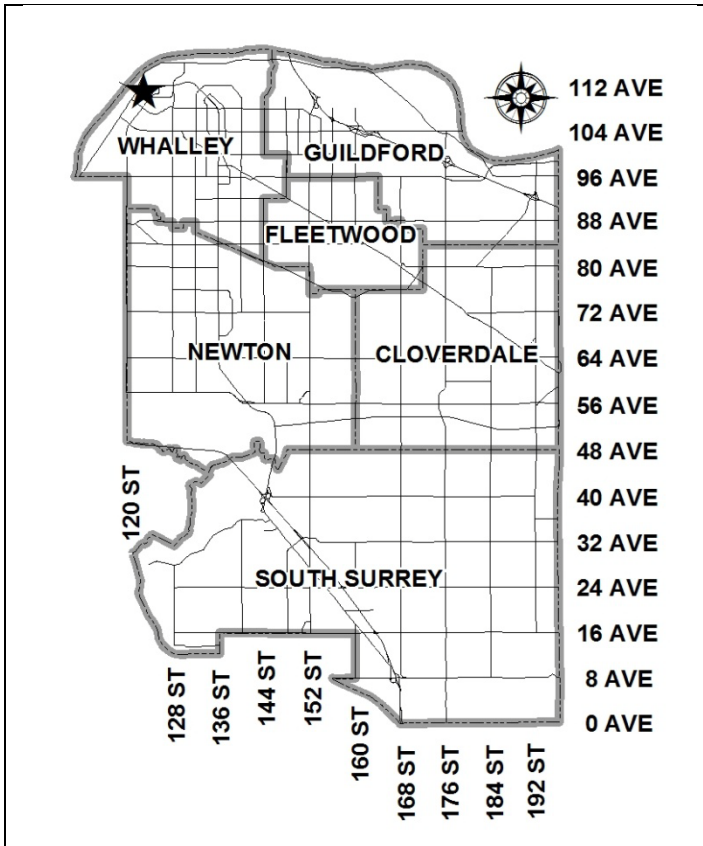 112 AVE
104 AVE
WHALLEY
GUILDFORD
96 AVE
88 AVE
FLEETWOOD
80 AVE
72 AVE
NEWTON
CLOVERDALE
64 AVE
56 AVE
48 AVE
120 ST
40 AVE
32 AVE
SOUTH SURREY
24 AVE
16 AVE
8 AVE
0 AVE
128 ST
136 ST
144 ST
152 ST
160 ST
168 ST
176 ST
184 ST
192 ST